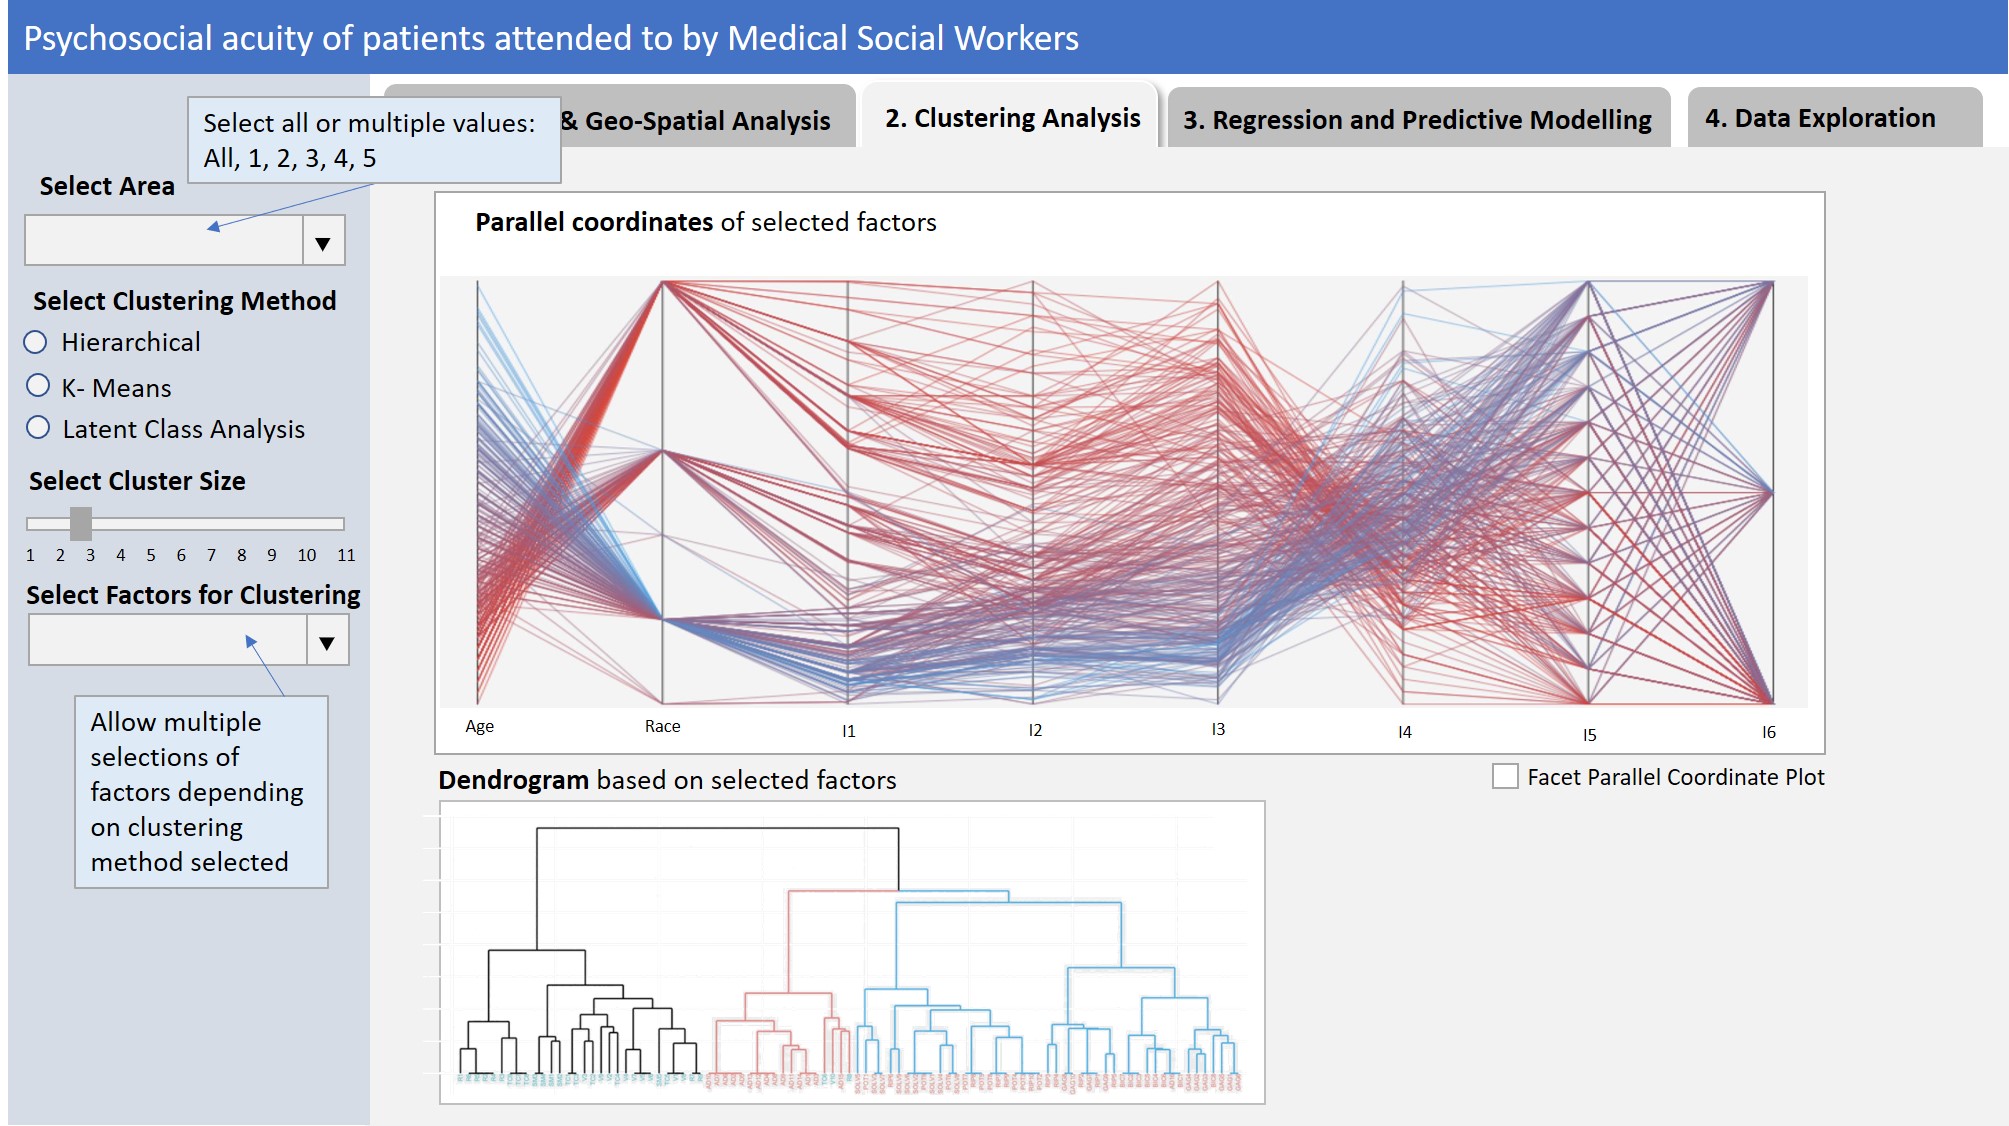 Psychosocial acuity of patients attended to by Medical Social Workers
& Geo-Spatial Analysis
2. Clustering Analysis
3. Regression and Predictive Modelling
4. Data Exploration
Select all or multiple values:
All, 1, 2, 3, 4, 5
Select Area
▼
Select Clustering Method
Hierarchical
K- Means
Latent Class Analysis
Select Cluster Size
1 2 3 4 5 6 7 8 9 10 11
Select Factors for Clustering
▼
Allow multiple
selections of
factors depending
on clustering
method selected
Parallel coordinates of selected factors
Age Race I1 I2 I3 I4 I5 I6
Facet Parallel Coordinate Plot
Dendrogram based on selected factors